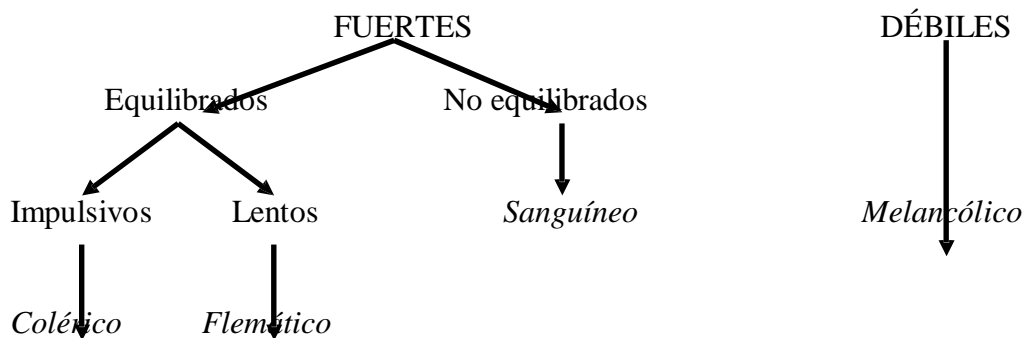 FUERTES DÉBILES
Equilibrados No equilibrados
Impulsivos Lentos Sanguíneo Melancólico
Colérico Flemático